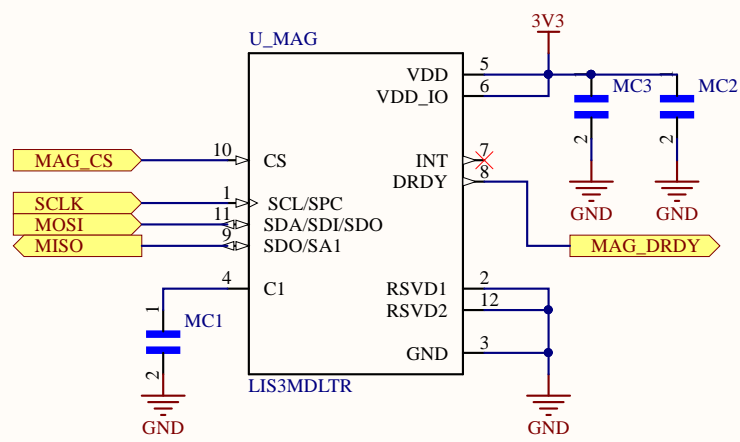 3V3
U_MAG
VDD 5
VDD_IO 6
MC3 MC2
2 2
MAG_CS 10 CS
INT 7
DRDY 8
SCLK 1 SCL/SPC
MOSI 11 SDA/SDI/SDO
MISO 9 SDO/SA1
GND GND
MAG_DRDY
4 C1
RSVD1 2
RSVD2 12
1
MC1
GND 3
2
LIS3MDLTR
GND GND